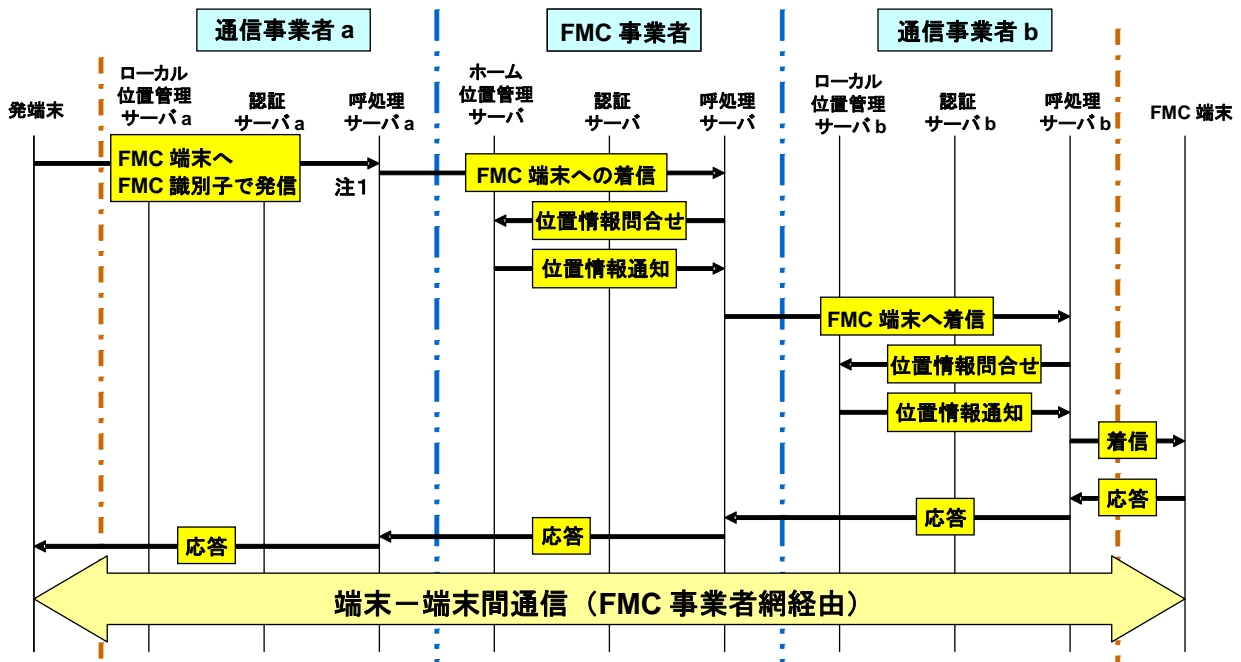 通信事業者 a
FMC 事業者
通信事業者 b
発端末
ローカル
位置管理
サーバ a
認証
サーバ a
呼処理
サーバ a
ホーム
位置管理
サーバ
認証
サーバ
呼処理
サーバ
ローカル
位置管理
サーバ b
認証
サーバ b
呼処理
サーバ b
FMC 端末
FMC 端末へ
FMC 識別子で発信
注1
FMC 端末への着信
位置情報問合せ
位置情報通知
FMC 端末へ着信
位置情報問合せ
位置情報通知
着信
応答
応答
応答
応答
端末－端末間通信（FMC 事業者網経由）